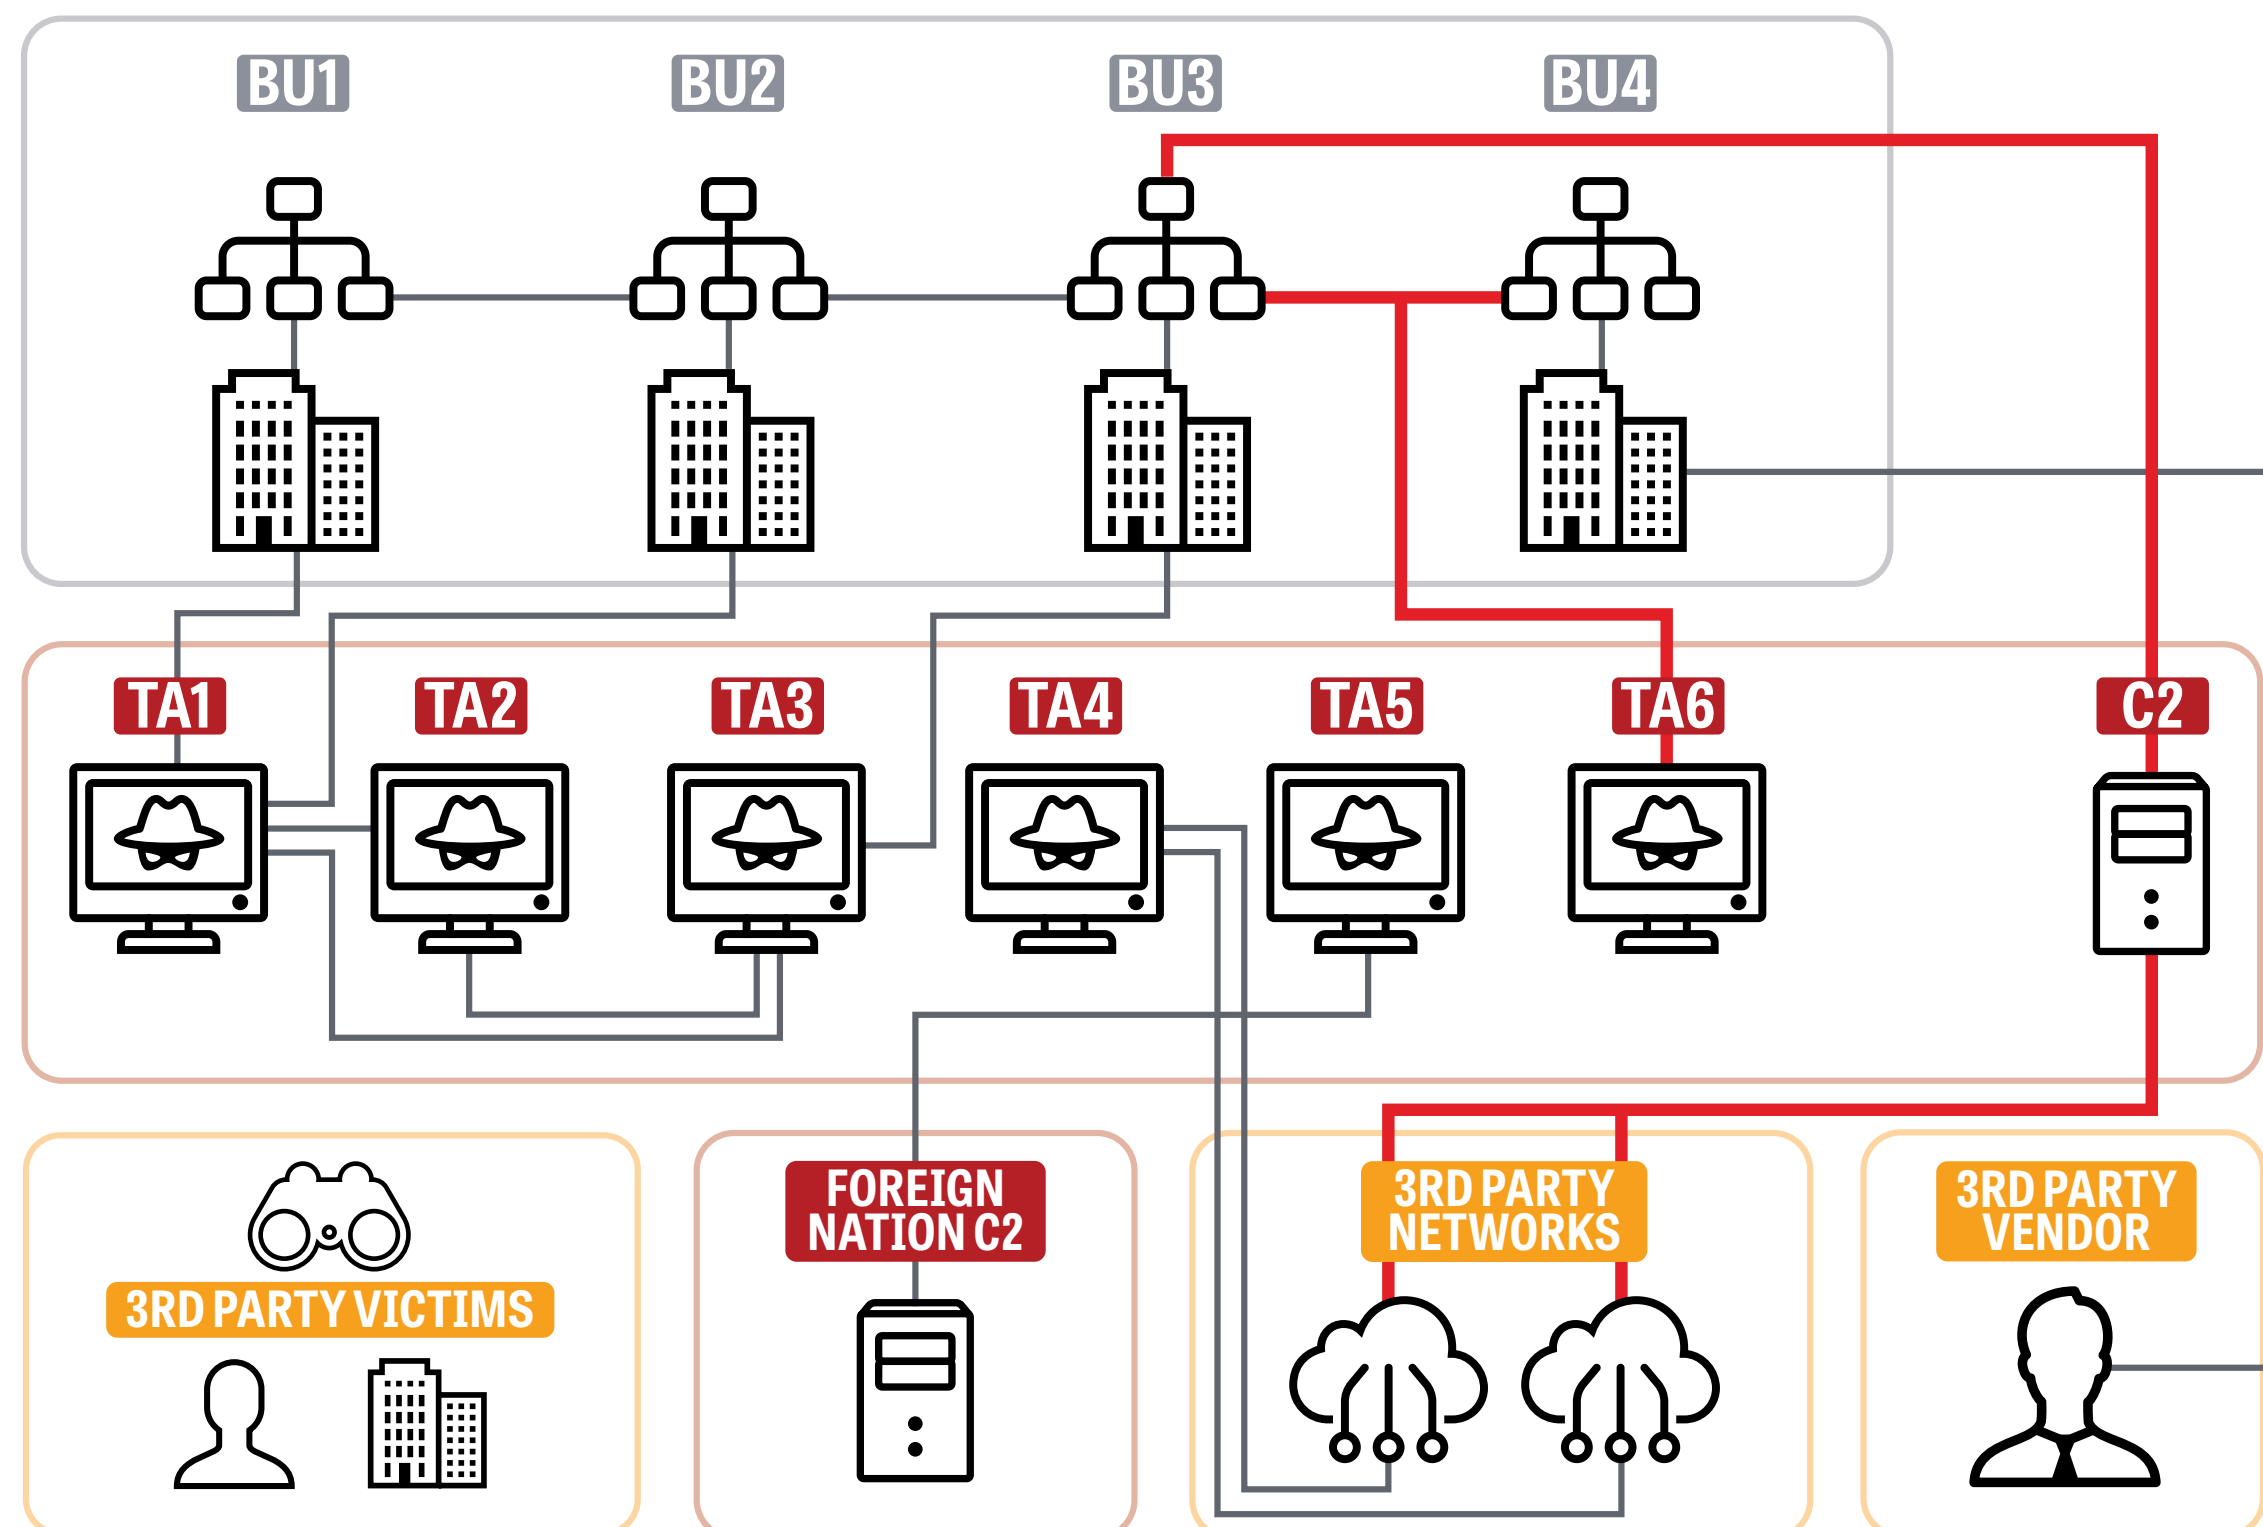 BU1
BU2
BU3
BU4
TA1
TA2
TA3
TA4
TA5
TA6
C2
3RD PARTY VICTIMS
FOREIGN
NATION C2
3RD PARTY
NETWORKS
3RD PARTY
VENDOR